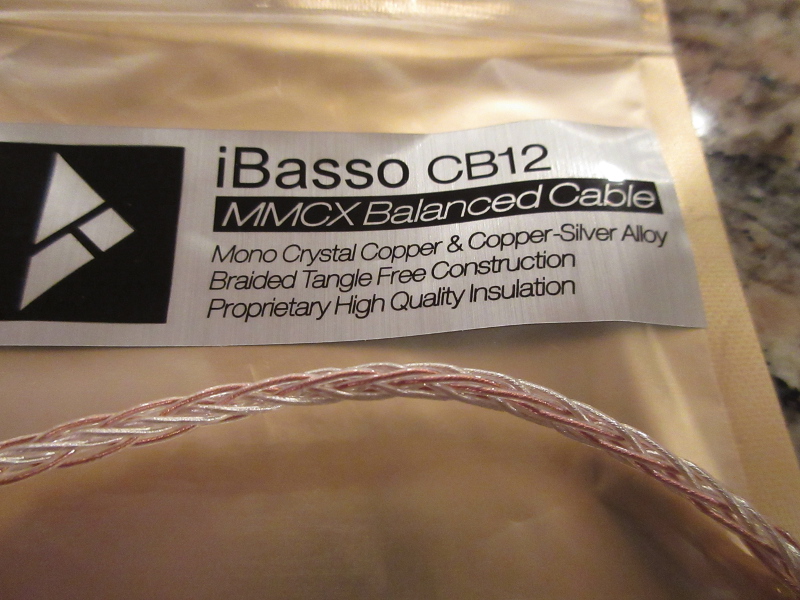 iBasso CB12
MMCX Balanced Cable
Mono Crystal Copper & Copper-Silver Alloy
Braided Tangle Free Construction
Proprietary High Quality Insulation